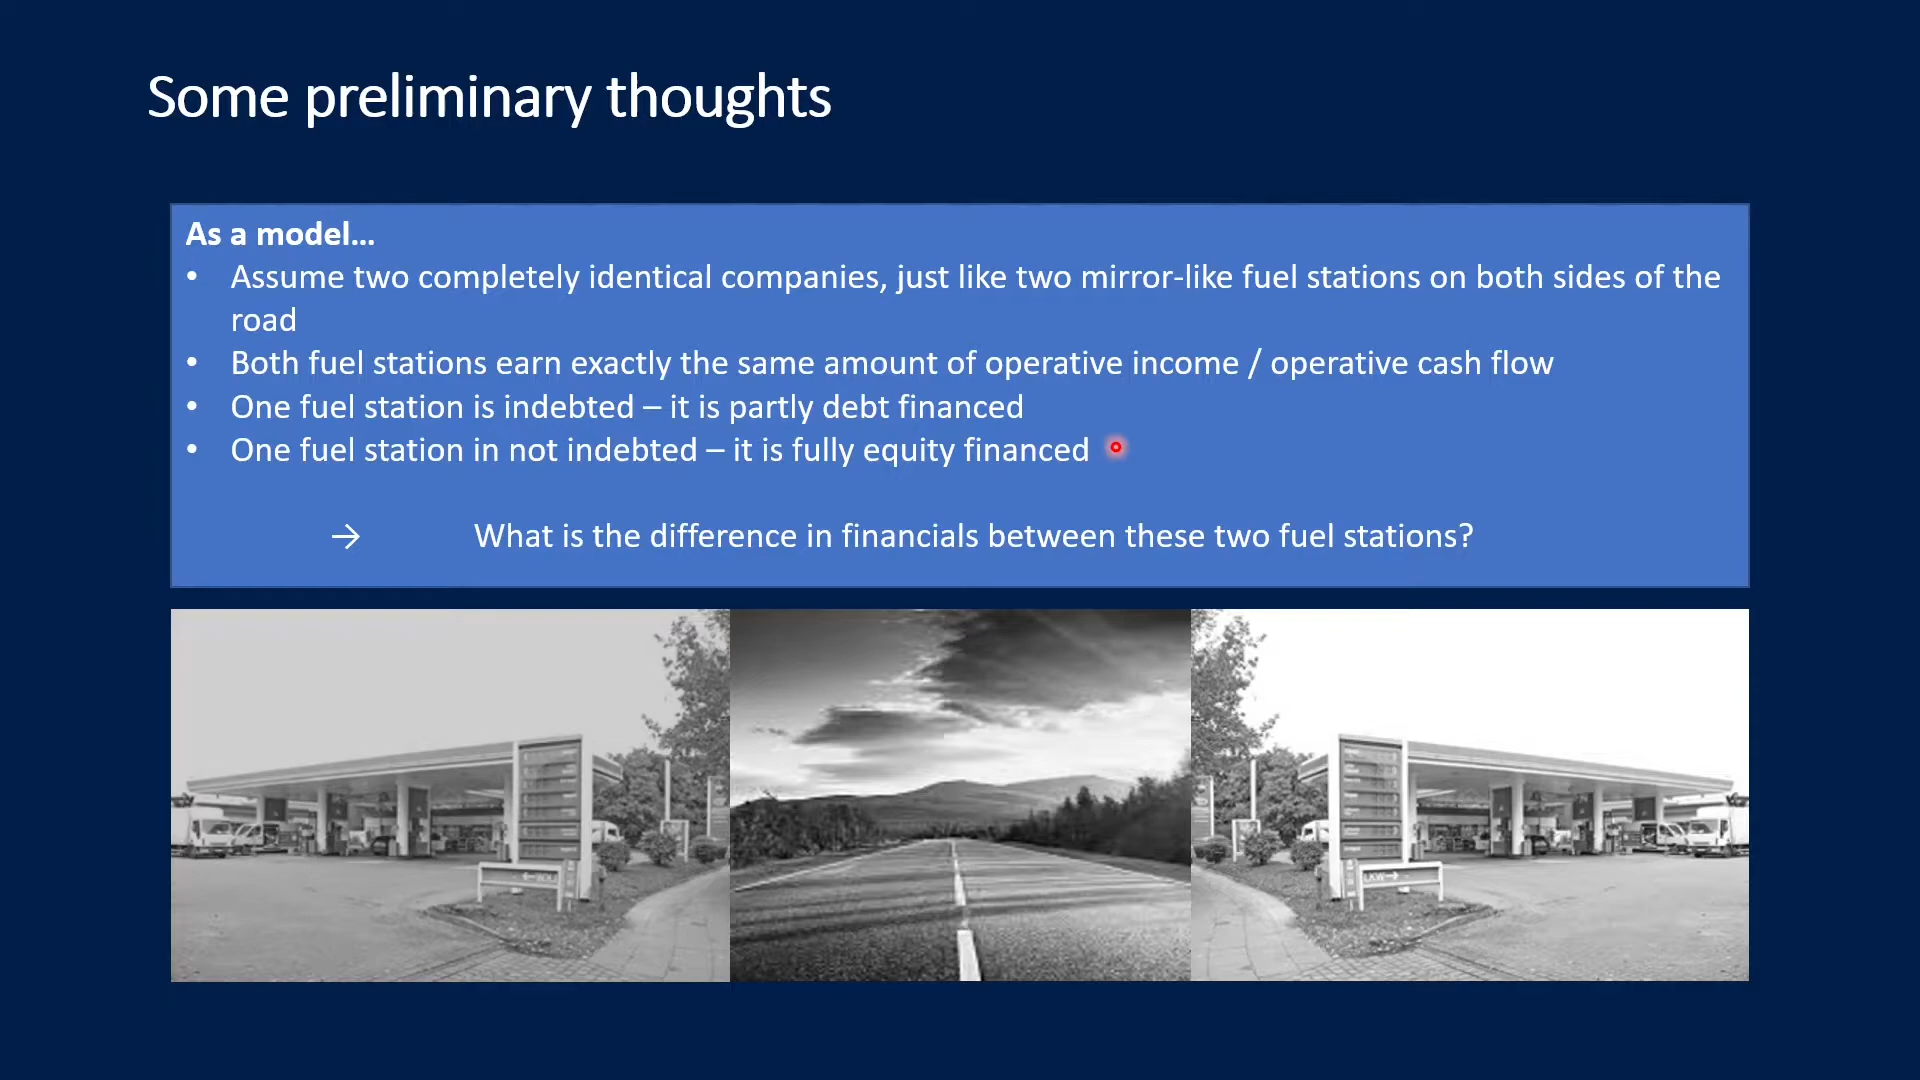 Some preliminary thoughts
As a model...
• Assume two completely identical companies, just like two mirror-like fuel stations on both sides of the
road
• Both fuel stations earn exactly the same amount of operative income / operative cash flow
• One fuel station is indebted – it is partly debt financed
• One fuel station in not indebted – it is fully equity financed
→ What is the difference in financials between these two fuel stations?
LKW→